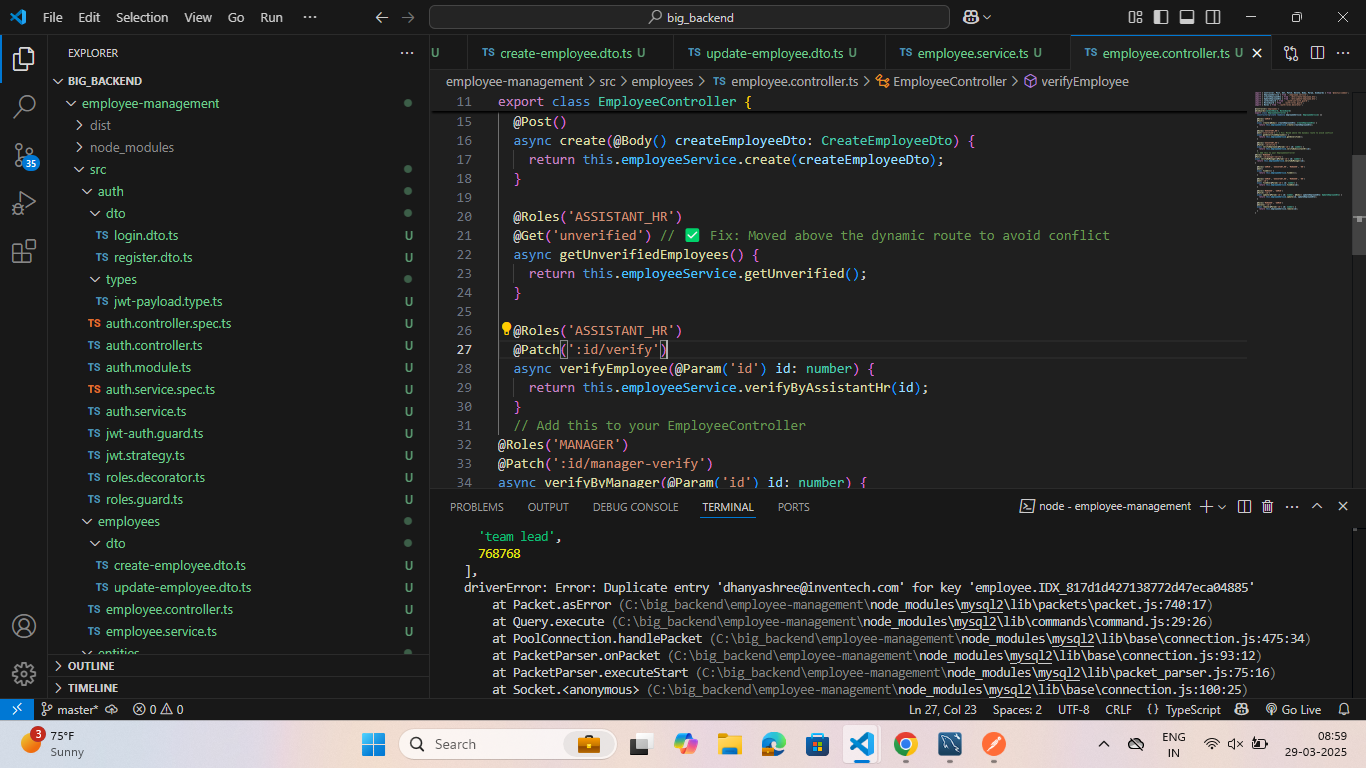 File Edit Selection View Go Run ··· big_backend
EXPLORER ···
BIG_BACKEND
employee-management
dist
node_modules
src
auth
dto
TS login.dto.ts U
TS register.dto.ts U
types
TS jwt-payload.type.ts U
TS auth.controller.spec.ts U
TS auth.controller.ts U
TS auth.module.ts U
TS auth.service.spec.ts U
TS auth.service.ts U
TS jwt-auth.guard.ts U
TS jwt.strategy.ts U
TS roles.decorator.ts U
TS roles.guard.ts U
employees
dto
TS create-employee.dto.ts U
TS update-employee.dto.ts U
TS employee.controller.ts U
TS employee.service.ts U
entities
OUTLINE
TIMELINE
35
U TS create-employee.dto.ts U TS update-employee.dto.ts U TS employee.service.ts U TS employee.controller.ts U
employee-management > src > employees > TS employee.controller.ts > EmployeeController > verifyEmployee
11 export class EmployeeController {
15 @Post()
16 async create(@Body() createEmployeeDto: CreateEmployeeDto) {
17 return this.employeeService.create(createEmployeeDto);
18 }
19
20 @Roles('ASSISTANT_HR')
21 @Get('unverified') // ✅ Fix: Moved above the dynamic route to avoid conflict
22 async getUnverifiedEmployees() {
23 return this.employeeService.getUnverified();
24 }
25
26 @Roles('ASSISTANT_HR')
27 @Patch(':id/verify')
28 async verifyEmployee(@Param('id') id: number) {
29 return this.employeeService.verifyByAssistantHr(id);
30 }
31 // Add this to your EmployeeController
32 @Roles('MANAGER')
33 @Patch(':id/manager-verify')
34 async verifyByManager(@Param('id') id: number) {
PROBLEMS OUTPUT DEBUG CONSOLE TERMINAL PORTS node - employee-management
'team lead',
768768
],
driverError: Error: Duplicate entry 'dhanyashree@inventech.com' for key 'employee.IDX_817d1d427138772d47eca04885'
at Packet.asError (C:\big_backend\employee-management\node_modules\mysql2\lib\packets\packet.js:740:17)
at Query.execute (C:\big_backend\employee-management\node_modules\mysql2\lib\commands\command.js:29:26)
at PoolConnection.handlePacket (C:\big_backend\employee-management\node_modules\mysql2\lib\base\connection.js:475:34)
at PacketParser.onPacket (C:\big_backend\employee-management\node_modules\mysql2\lib\base\connection.js:93:12)
at PacketParser.executeStart (C:\big_backend\employee-management\node_modules\mysql2\lib\packet_parser.js:75:16)
at Socket.<anonymous> (C:\big_backend\employee-management\node_modules\mysql2\lib\base\connection.js:100:25)
master* 0 0 Ln 27, Col 23 Spaces: 2 UTF-8 CRLF {} TypeScript Go Live
3 75°F
Sunny
Search
ENG
IN
08:59
29-03-2025